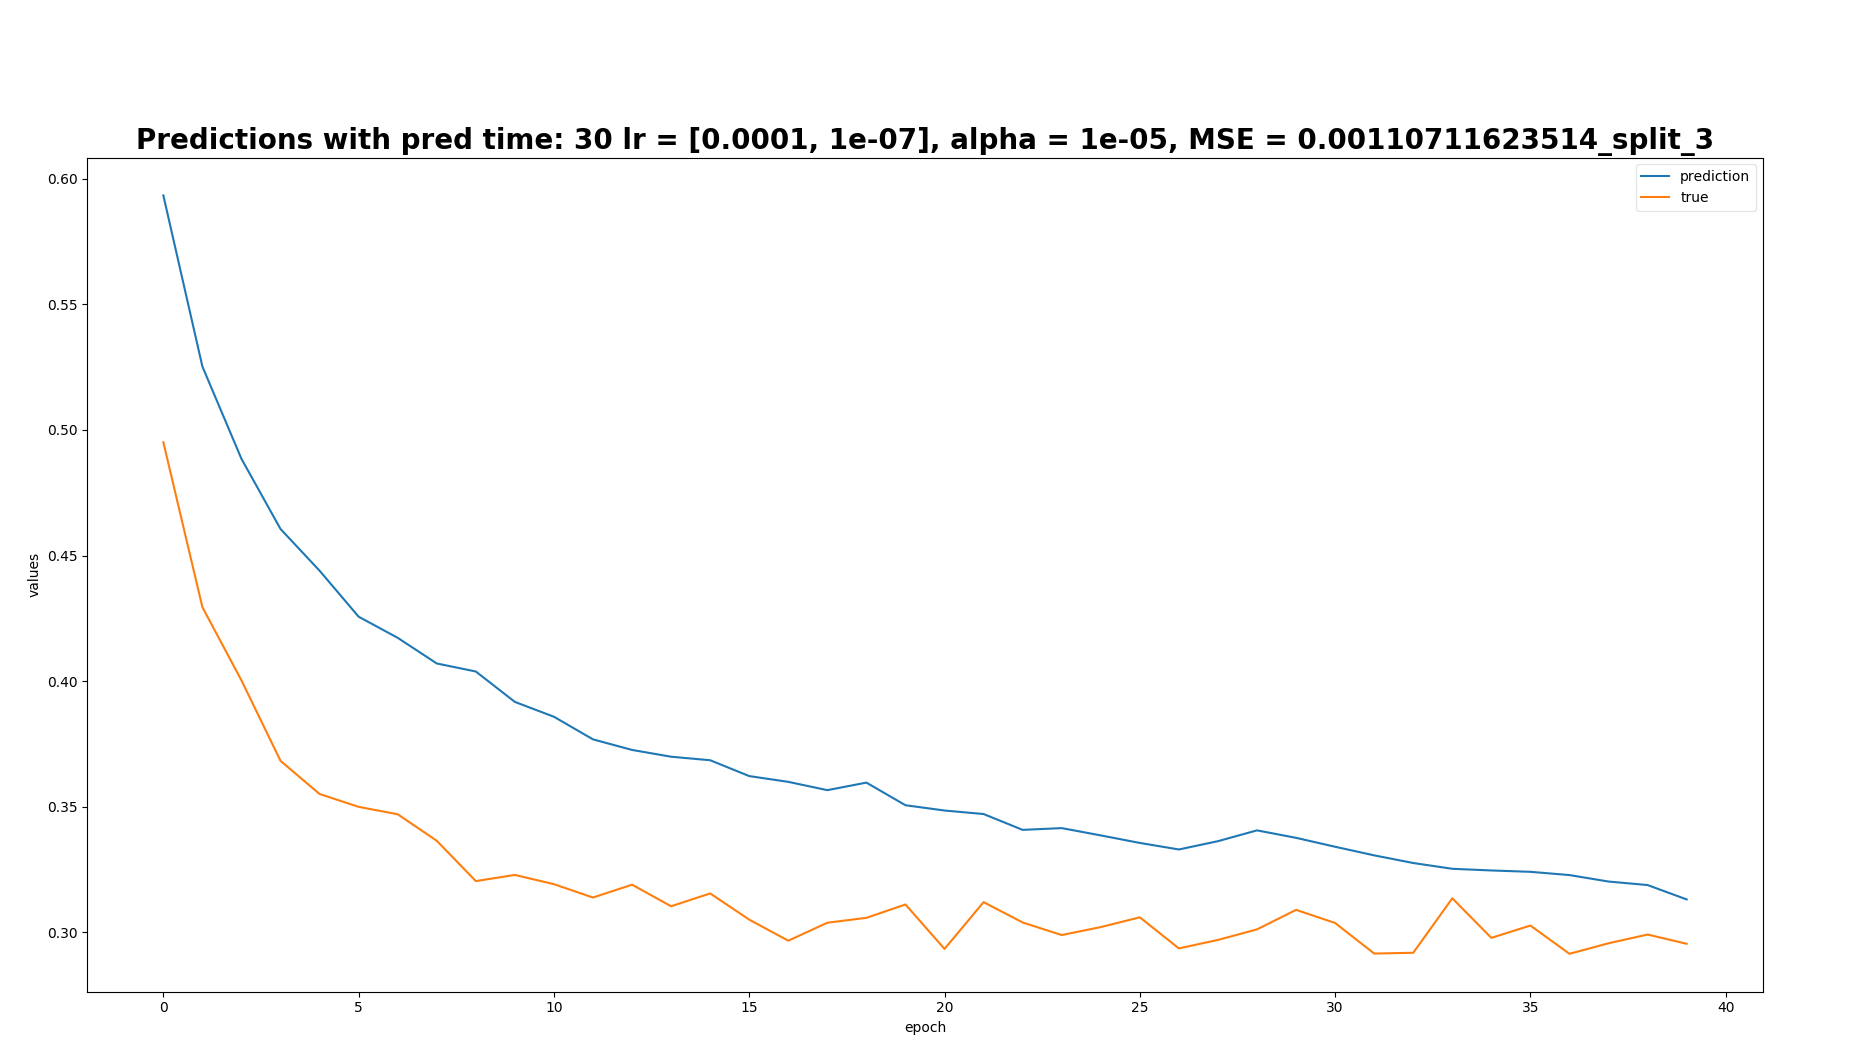 Predictions with pred time: 30 lr = [0.0001, 1e-07], alpha = 1e-05, MSE = 0.00110711623514_split_3
prediction
true
0.60
0.55
0.50
0.45
0.40
0.35
0.30
values
0 5 10 15 20 25 30 35 40
epoch